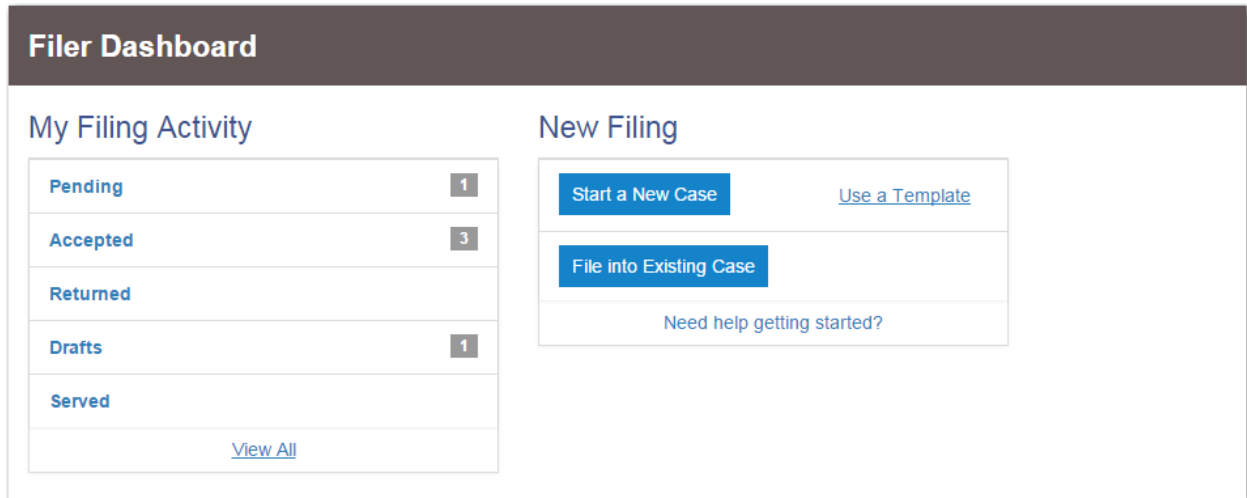 Filer Dashboard
My Filing Activity
Pending 1
Accepted 3
Returned
Drafts 1
Served
View All
New Filing
Start a New Case Use a Template
File into Existing Case
Need help getting started?